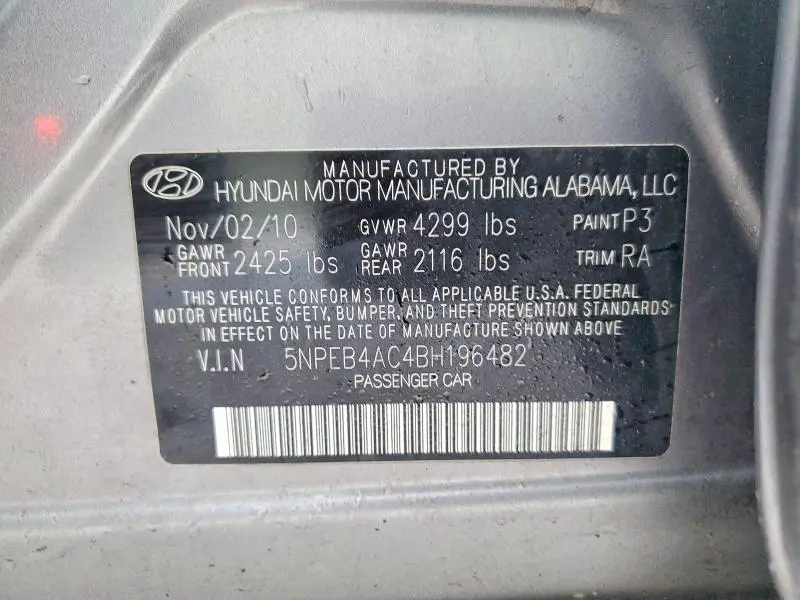 MANUFACTURED BY
HYUNDAI MOTOR MANUFACTURING ALABAMA, LLC
Nov/02/10 GVWR 4299 lbs PAINT P3
GAWR FRONT 2425 lbs GAWR REAR 2116 lbs TRIM RA
THIS VEHICLE CONFORMS TO ALL APPLICABLE U.S.A. FEDERAL
MOTOR VEHICLE SAFETY, BUMPER, AND THEFT PREVENTION STANDARDS
IN EFFECT ON THE DATE OF MANUFACTURE SHOWN ABOVE
V.I.N 5NPEB4AC4BH196482
PASSENGER CAR